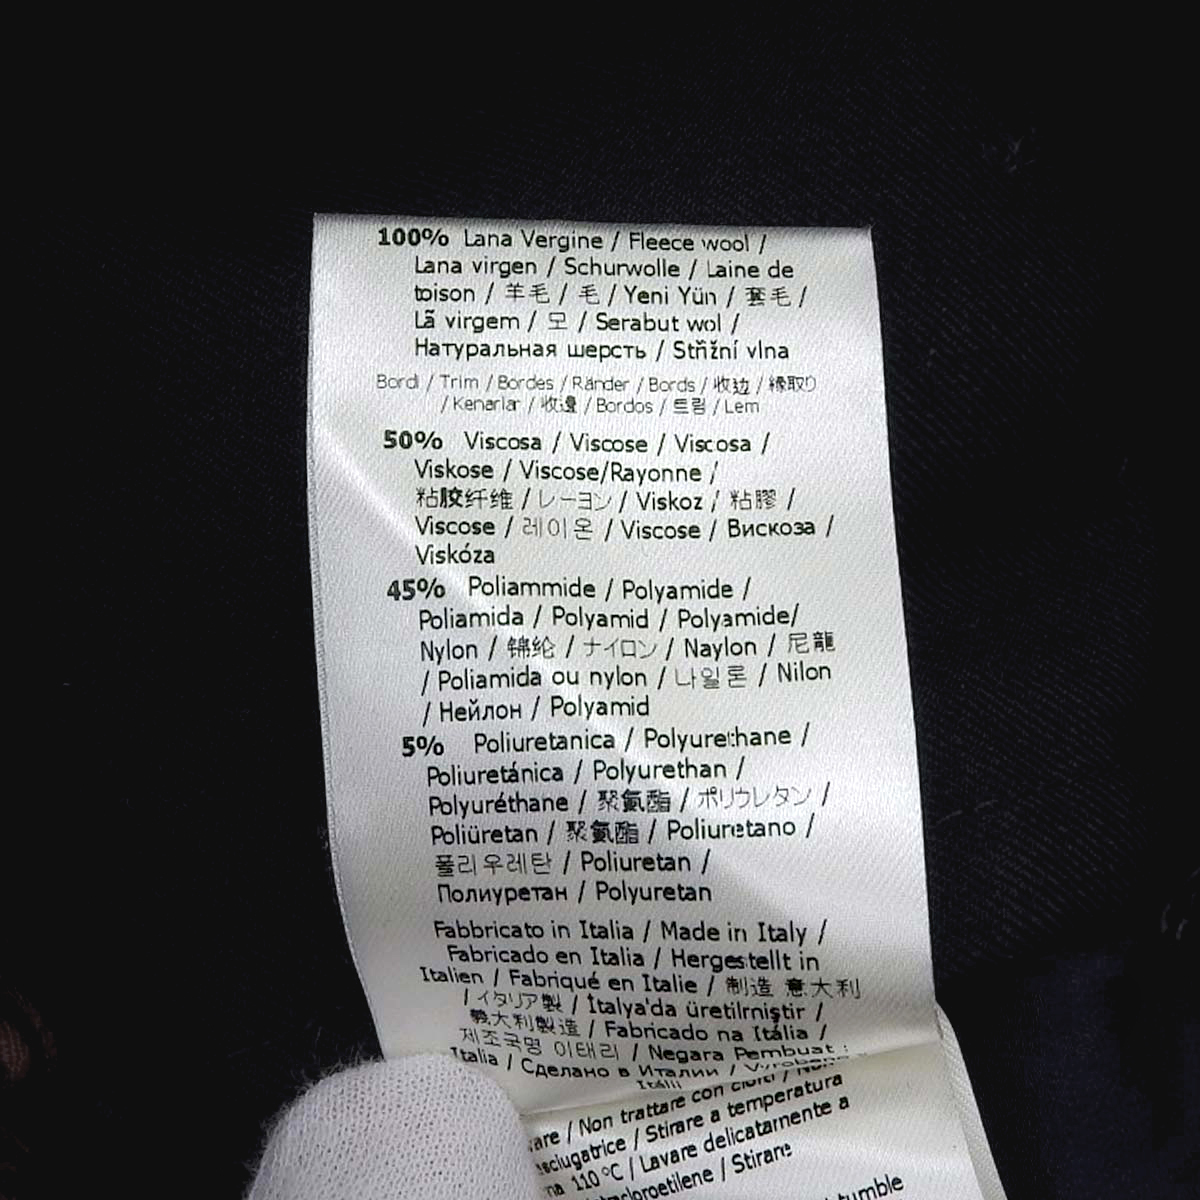 100% Lana Vergine / Fleece wool /
Lana virgen / Schurwolle / Laine de
toison / 羊毛 / 毛 / Yeni Yün / 套毛 /
Lã virgem / 모 / Serabut wol /
Натуральная шерсть / Střižní vlna
Bordi / Trim / Bordes / Ränder / Bords / 收边 / 縁取り
/ Kenarlar / 收邊 / Bordos / 트림 / Lem
50% Viscosa / Viscose / Viscosa /
Viskose / Viscose/Rayonne /
粘胶纤维 / レーヨン / Viskoz / 粘膠 /
Viscose / 레이온 / Viscose / Вискоза /
Viskóza
45% Poliammide / Polyamide /
Poliamida / Polyamid / Polyamide/
Nylon / 锦纶 / ナイロン / Naylon / 尼龍
/ Poliamida ou nylon / 나일론 / Nilon
/ Нейлон / Polyamid
5% Poliuretanica / Polyurethane /
Poliuretánica / Polyurethan /
Polyuréthane / 聚氨酯 / ポリウレタン /
Poliüretan / 聚氨酯 / Poliuretano /
폴리우레탄 / Poliuretan /
Полиуретан / Polyuretan
Fabbricato in Italia / Made in Italy /
Fabricado en Italia / Hergestellt in
Italien / Fabriqué en Italie / 制造 意大利
/ イタリア製 / İtalya'da üretilmiştir /
義大利製造 / Fabricado na Itália /
제조국명 이태리 / Negara Pembuat :
Italia / Сделано в Италии /
Itálii
/ Non trattare con cloro /
/ Stirare a temperatura
110 °C / Lavare delicatamente a
/ Stirare
tumble